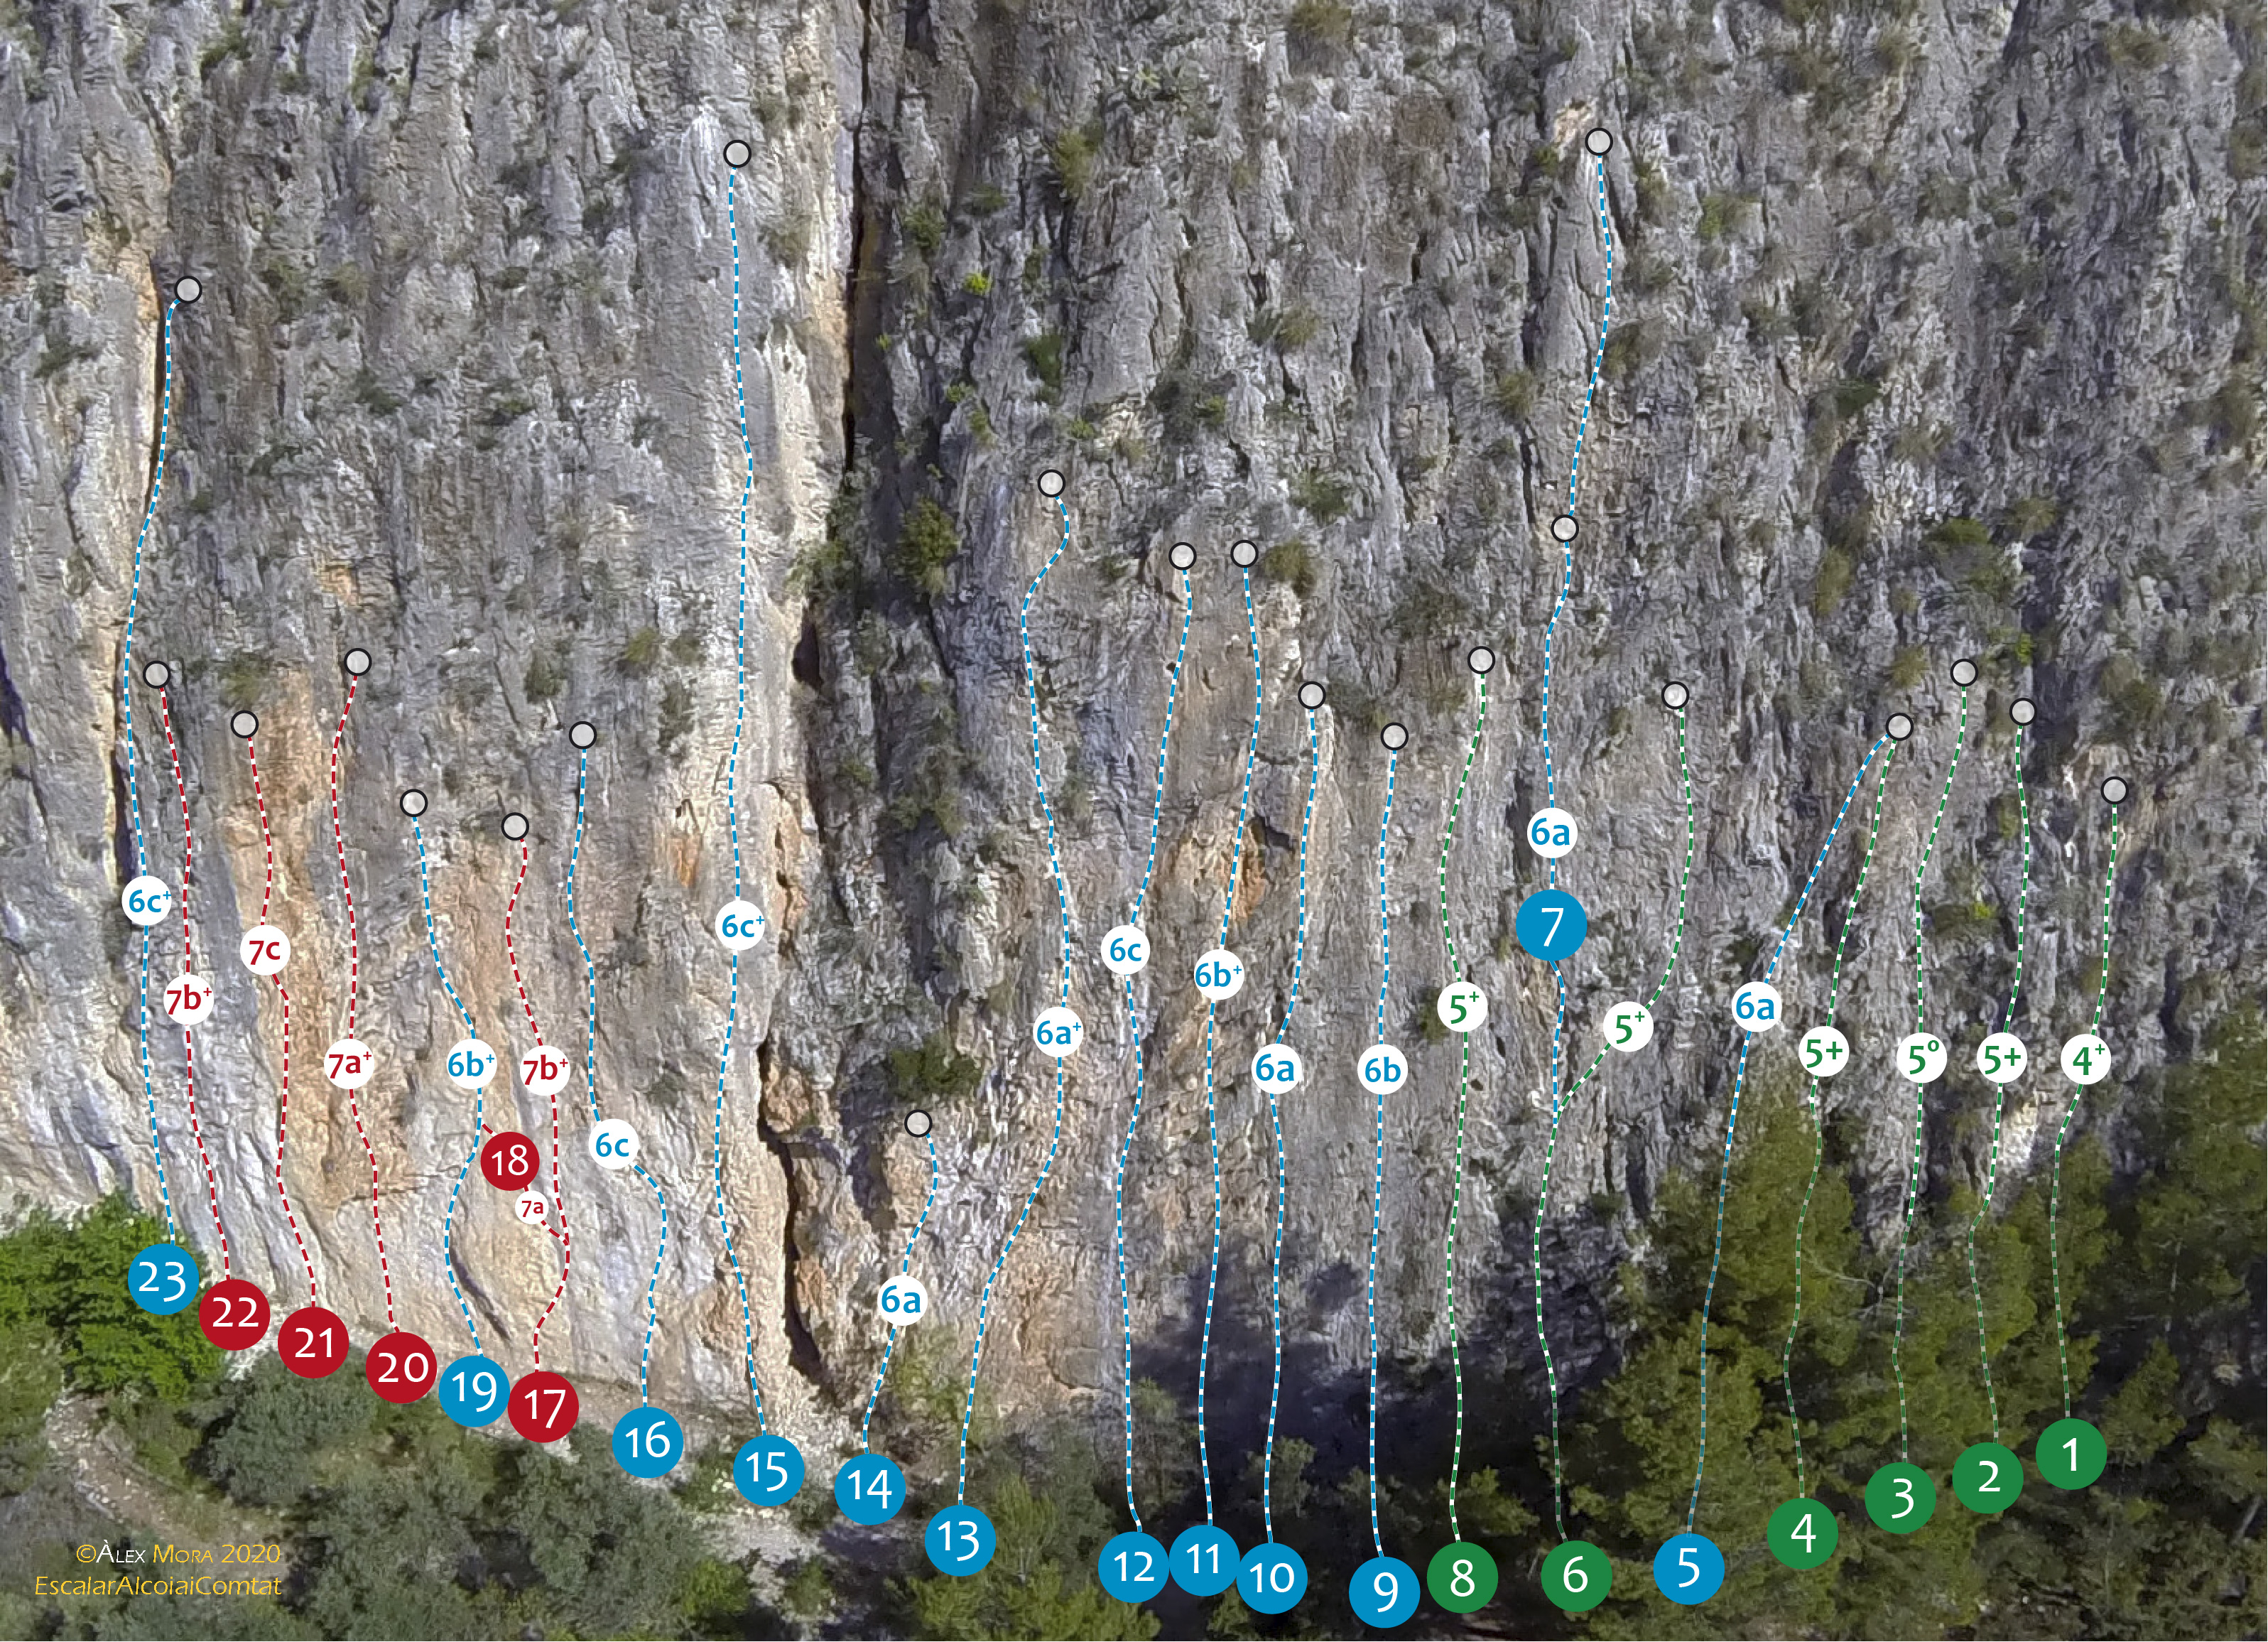 6a
6c+
6c+
7
7c
6c
6b+
7b+
5+
6a
5+
6a+
7a+
6b+
7b+
6a
6b
5+
5º
5+
4+
6c
18
7a
23
6a
22
21
20
19
17
16
15
14
13
12
11
10
9
8
6
5
4
3
2
1
©Àlex Mora 2020
EscalarAlcoiaiComtat